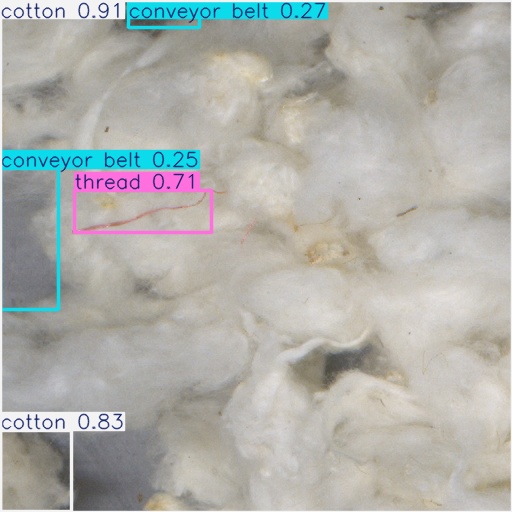 cotton 0.91
conveyor belt 0.27
conveyor belt 0.25
thread 0.71
cotton 0.83